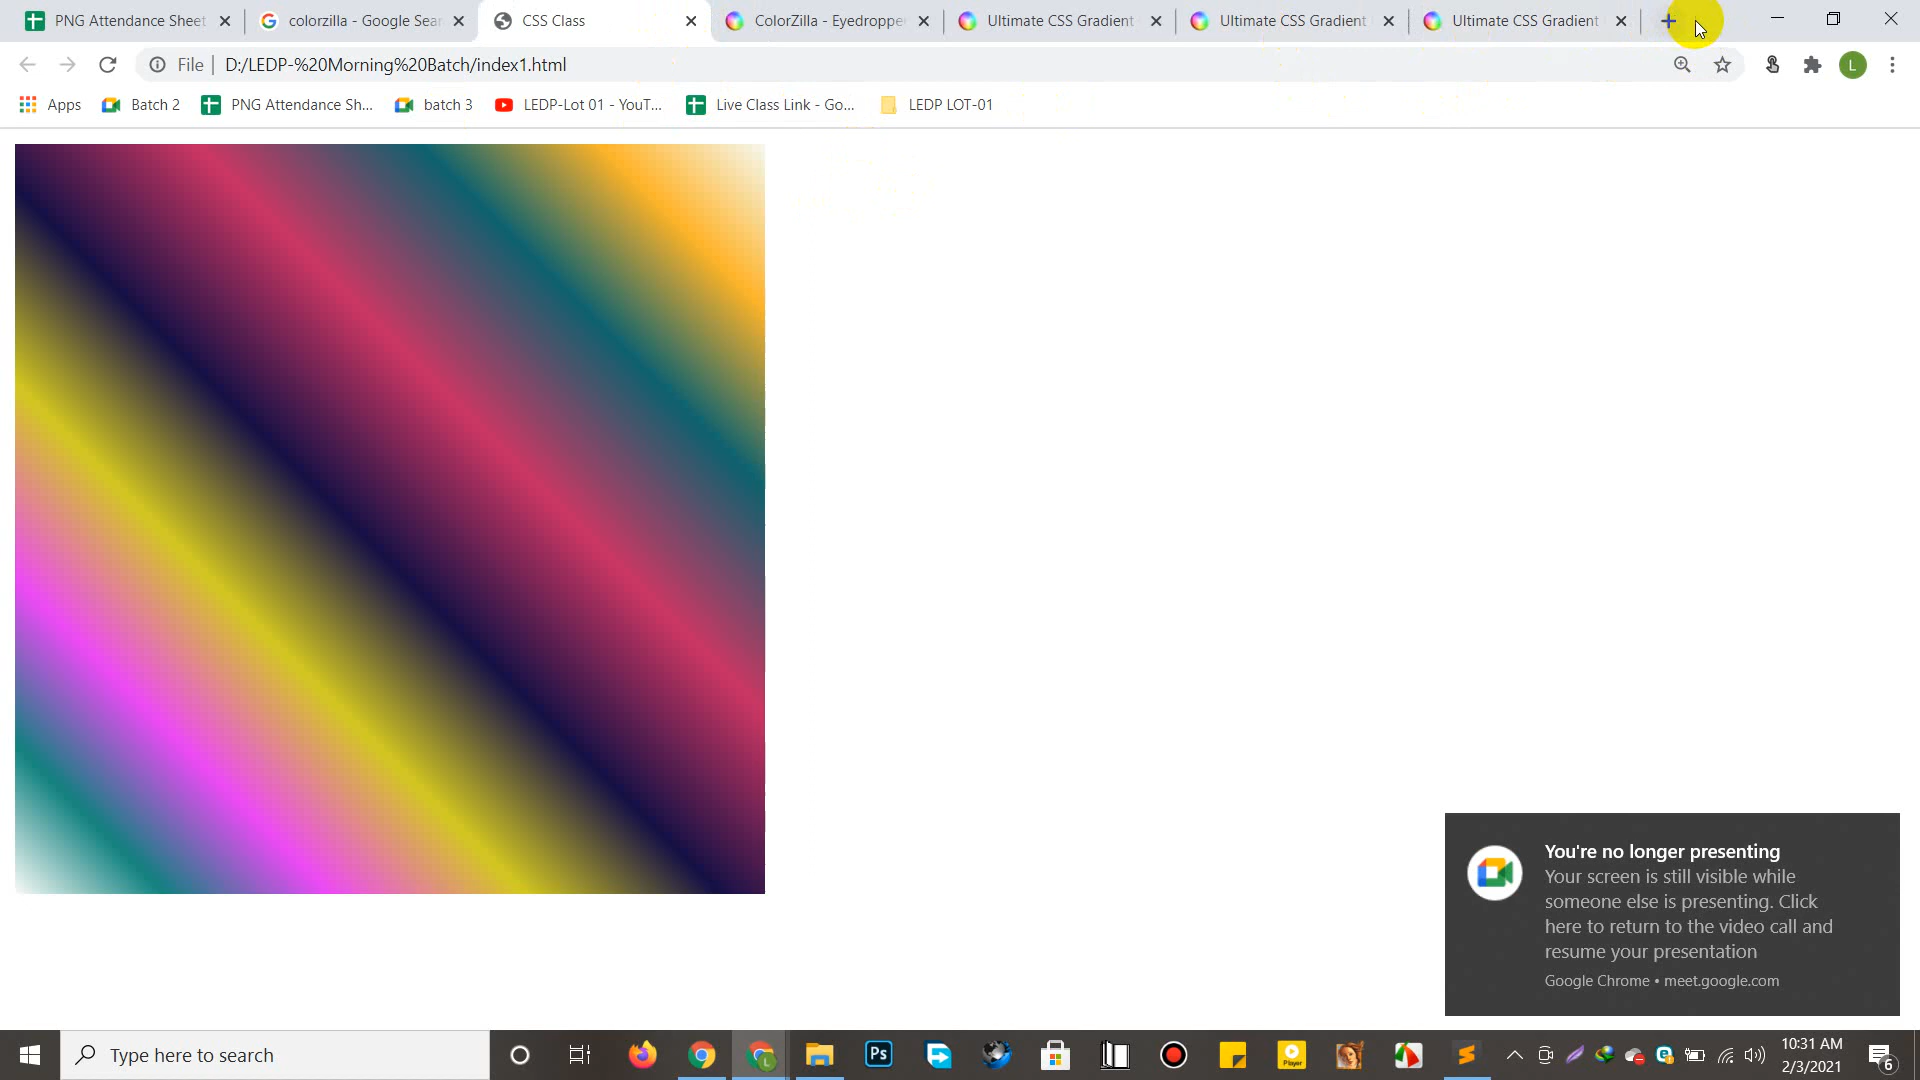 PNG Attendance Sheet
colorzilla - Google Sear
CSS Class
ColorZilla - Eyedroppe
Ultimate CSS Gradient
Ultimate CSS Gradient
Ultimate CSS Gradient
File
D:/LEDP-%20Morning%20Batch/index1.html
L
Apps
Batch 2
PNG Attendance Sh...
batch 3
LEDP-Lot 01 - YouT...
Live Class Link - Go...
LEDP LOT-01
You're no longer presenting
Your screen is still visible while
someone else is presenting. Click
here to return to the video call and
resume your presentation
Google Chrome • meet.google.com
Type here to search
L
Ps
Player
10:31 AM
2/3/2021
6